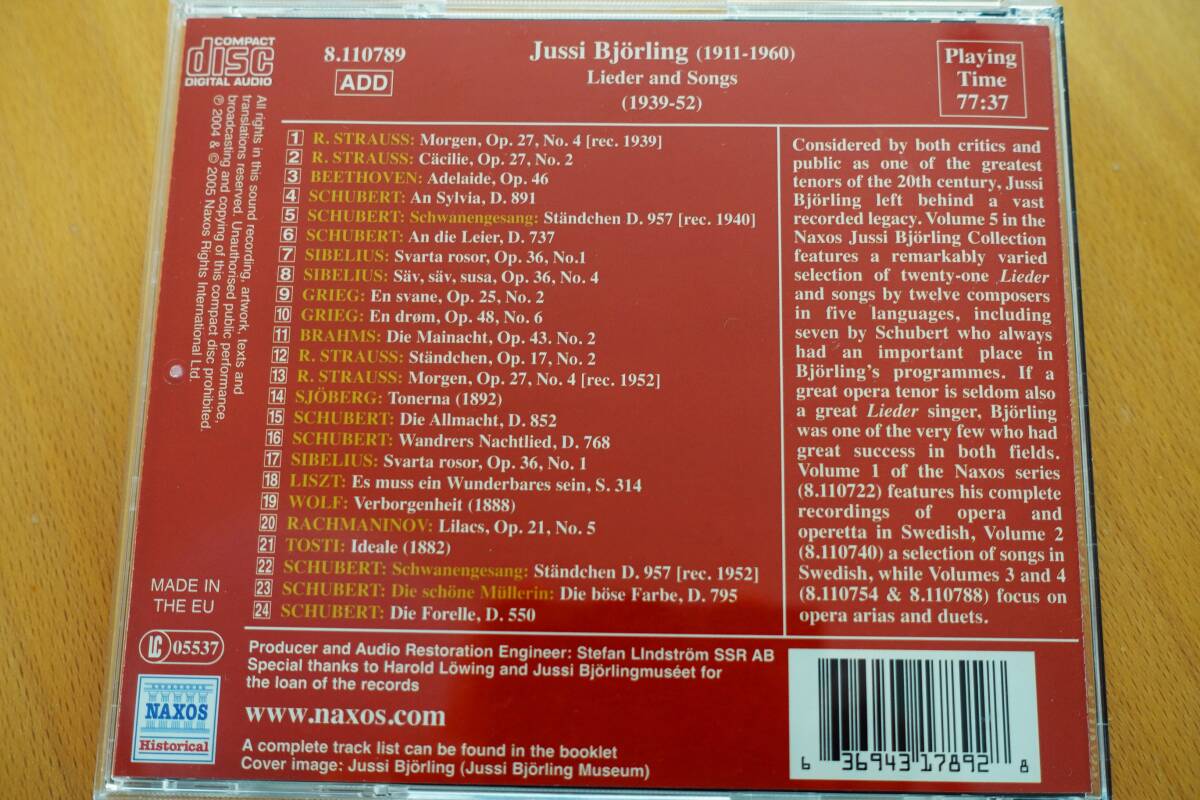 COMPACT
disc
DIGITAL AUDIO
8.110789
ADD
Jussi Björling (1911-1960)
Lieder and Songs
(1939-52)
Playing
Time
77:37
All rights in this sound recording, artwork, texts and
translations reserved. Unauthorised public performance,
broadcasting and copying of this compact disc prohibited.
℗ 2004 & © 2005 Naxos Rights International Ltd.
1 R. STRAUSS: Morgen, Op. 27, No. 4 [rec. 1939]
2 R. STRAUSS: Cäcilie, Op. 27, No. 2
3 BEETHOVEN: Adelaide, Op. 46
4 SCHUBERT: An Sylvia, D. 891
5 SCHUBERT: Schwanengesang: Ständchen D. 957 [rec. 1940]
6 SCHUBERT: An die Leier, D. 737
7 SIBELIUS: Svarta rosor, Op. 36, No.1
8 SIBELIUS: Säv, säv, susa, Op. 36, No. 4
9 GRIEG: En svane, Op. 25, No. 2
10 GRIEG: En drøm, Op. 48, No. 6
11 BRAHMS: Die Mainacht, Op. 43. No. 2
12 R. STRAUSS: Ständchen, Op. 17, No. 2
13 R. STRAUSS: Morgen, Op. 27, No. 4 [rec. 1952]
14 SJÖBERG: Tonerna (1892)
15 SCHUBERT: Die Allmacht, D. 852
16 SCHUBERT: Wandrers Nachtlied, D. 768
17 SIBELIUS: Svarta rosor, Op. 36, No. 1
18 LISZT: Es muss ein Wunderbares sein, S. 314
19 WOLF: Verborgenheit (1888)
20 RACHMANINOV: Lilacs, Op. 21, No. 5
21 TOSTI: Ideale (1882)
22 SCHUBERT: Schwanengesang: Ständchen D. 957 [rec. 1952]
23 SCHUBERT: Die schöne Müllerin: Die böse Farbe, D. 795
24 SCHUBERT: Die Forelle, D. 550
Considered by both critics and
public as one of the greatest
tenors of the 20th century, Jussi
Björling left behind a vast
recorded legacy. Volume 5 in the
Naxos Jussi Björling Collection
features a remarkably varied
selection of twenty-one Lieder
and songs by twelve composers
in five languages, including
seven by Schubert who always
had an important place in
Björling's programmes. If a
great opera tenor is seldom also
a great Lieder singer, Björling
was one of the very few who had
great success in both fields.
Volume 1 of the Naxos series
(8.110722) features his complete
recordings of opera and
operetta in Swedish, Volume 2
(8.110740) a selection of songs in
Swedish, while Volumes 3 and 4
(8.110754 & 8.110788) focus on
opera arias and duets.
MADE IN
THE EU
LC 05537
NAXOS
Historical
Producer and Audio Restoration Engineer: Stefan LIndström SSR AB
Special thanks to Harold Löwing and Jussi Björlingmuséet for
the loan of the records
www.naxos.com
A complete track list can be found in the booklet
Cover image: Jussi Björling (Jussi Björling Museum)
6 36943 17892 8